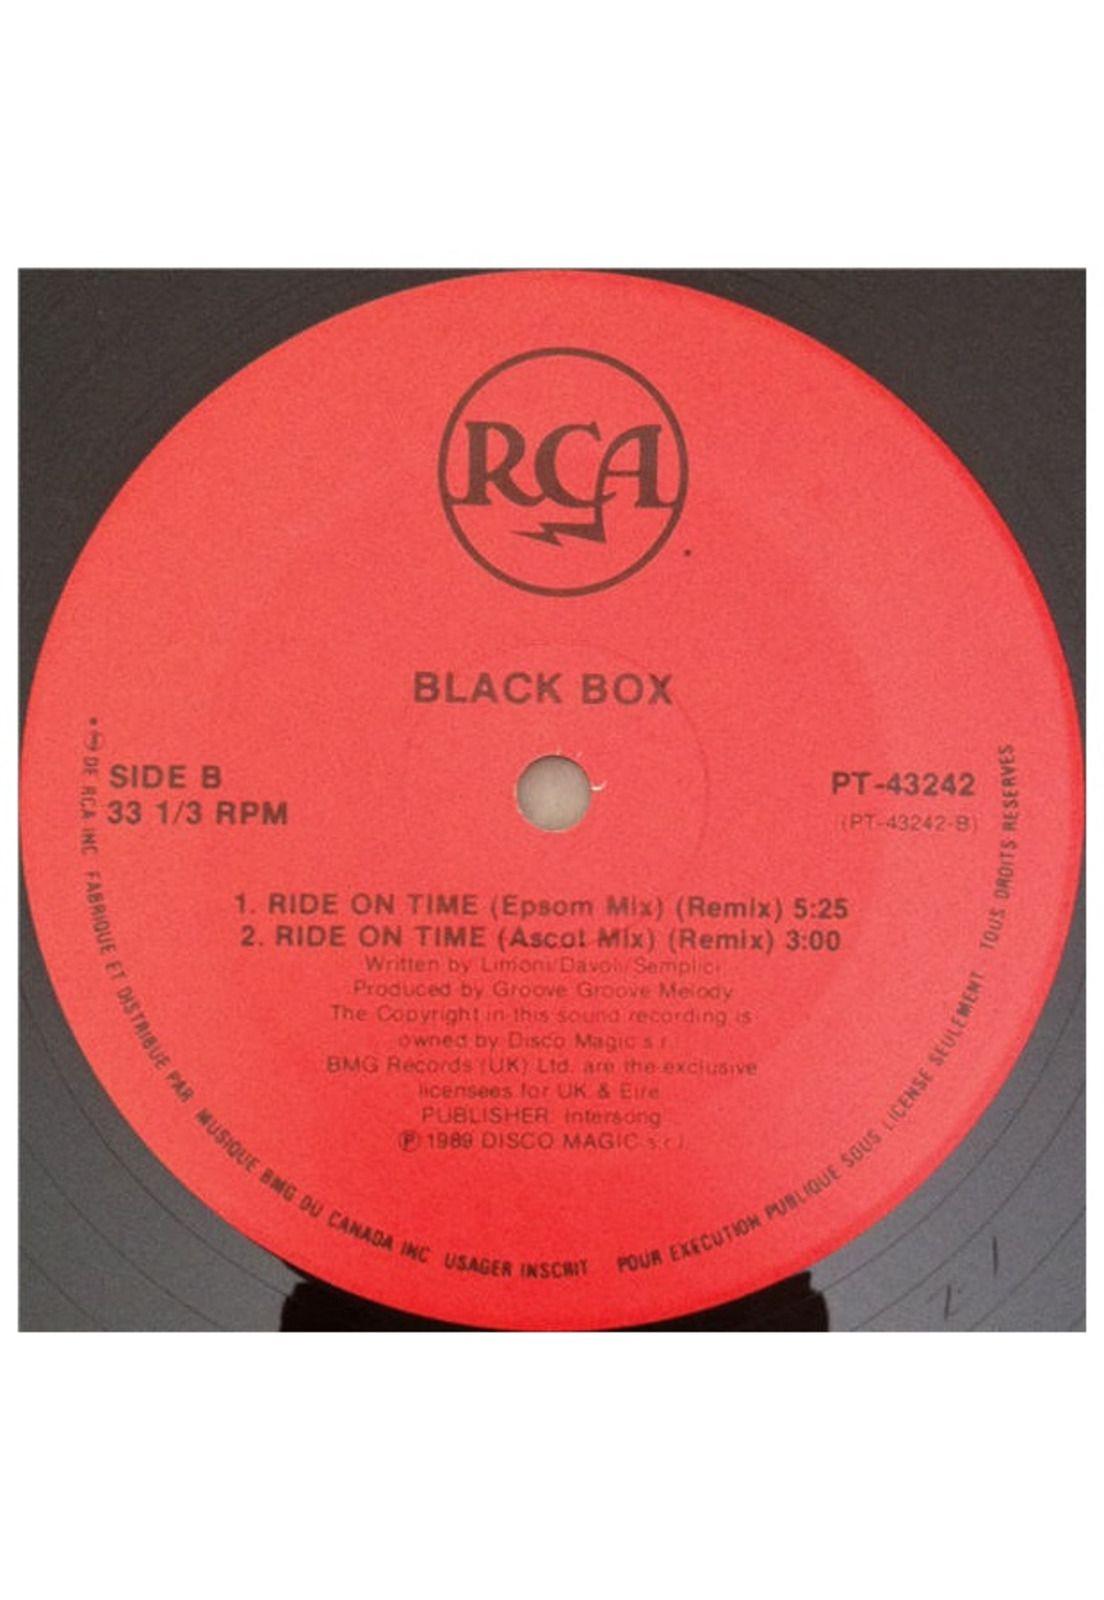 RCA
BLACK BOX
SIDE B
33 1/3 RPM
PT-43242
(PT-43242-B)
1. RIDE ON TIME (Epsom Mix) (Remix) 5:25
2. RIDE ON TIME (Ascot Mix) (Remix) 3:00
Written by Limoni/Davoli/Semplici
Produced by Groove Groove Melody
The Copyright in this sound recording is
owned by Disco Magic s.r.l.
BMG Records (UK) Ltd. are the exclusive
licensees for UK & Eire
PUBLISHER: Intersong
℗ 1989 DISCO MAGIC s.r.l.
DE RCA INC FABRIQUE ET DISTRIBUE PAR MUSIQUE BMG DU CANADA INC USAGER INSCRIT POUR EXECUTION PUBLIQUE SOUS LICENSE SEULEMENT TOUS DROITS RESERVES